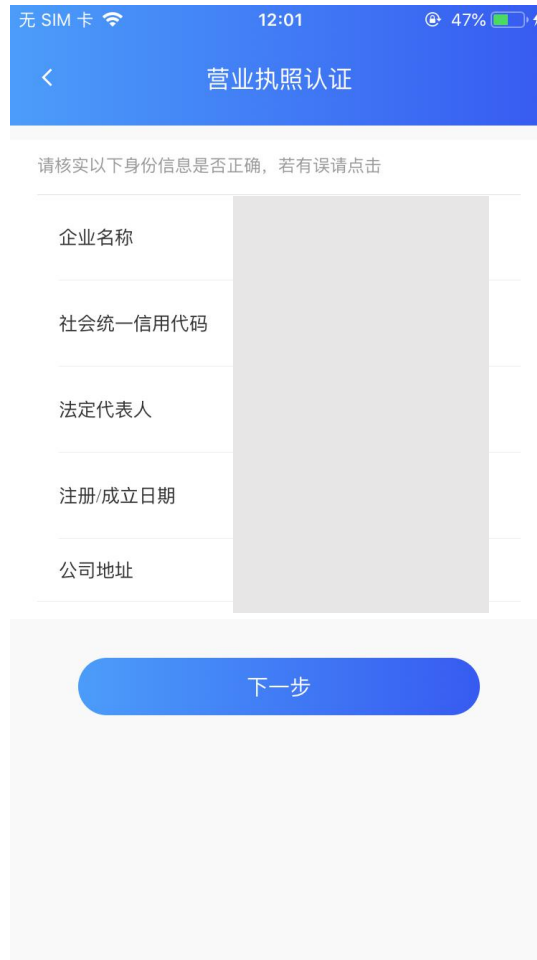 无 SIM 卡 12:01 47%
营业执照认证
请核实以下身份信息是否正确，若有误请点击
企业名称
社会统一信用代码
法定代表人
注册/成立日期
公司地址
下一步